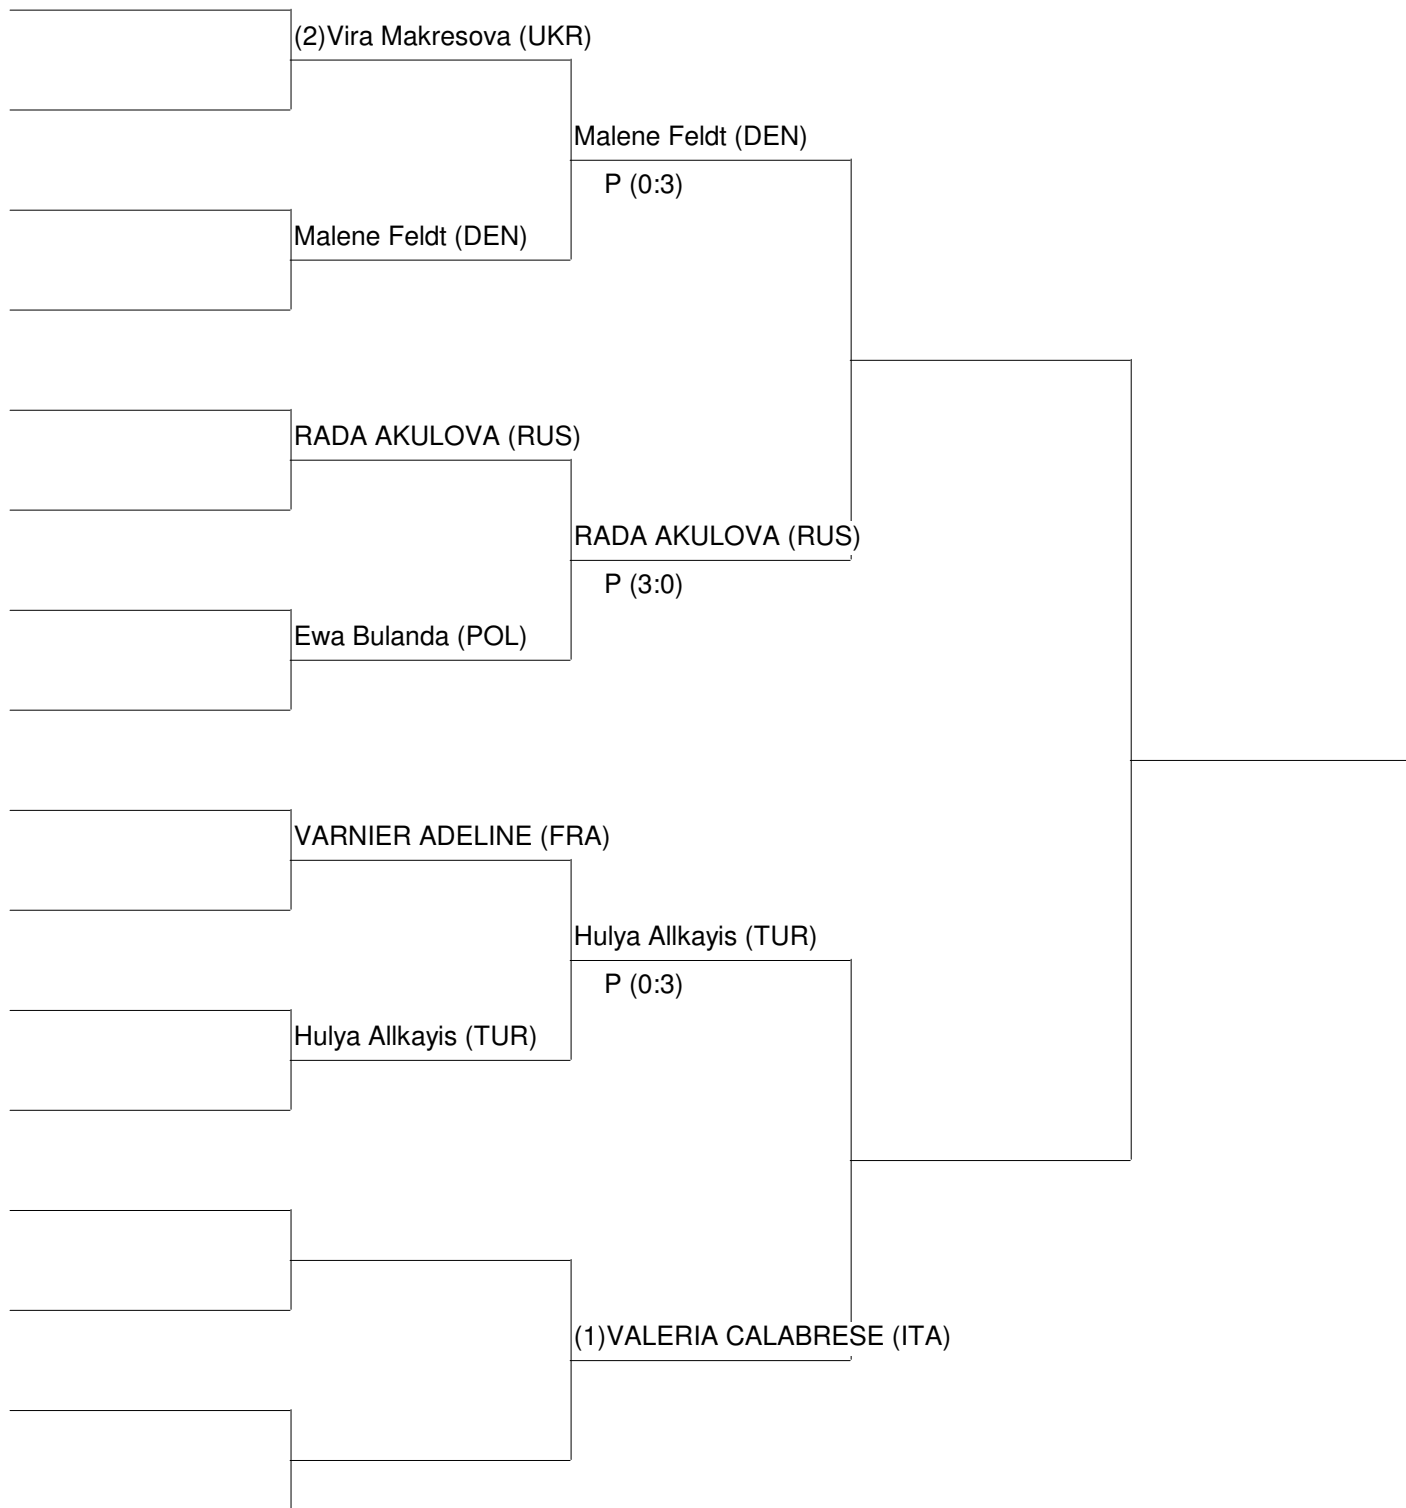 (2)Vira Makresova (UKR)
Malene Feldt (DEN)
P (0:3)
Malene Feldt (DEN)
RADA AKULOVA (RUS)
RADA AKULOVA (RUS)
P (3:0)
Ewa Bulanda (POL)
VARNIER ADELINE (FRA)
Hulya Allkayis (TUR)
P (0:3)
Hulya Allkayis (TUR)
(1)VALERIA CALABRESE (ITA)